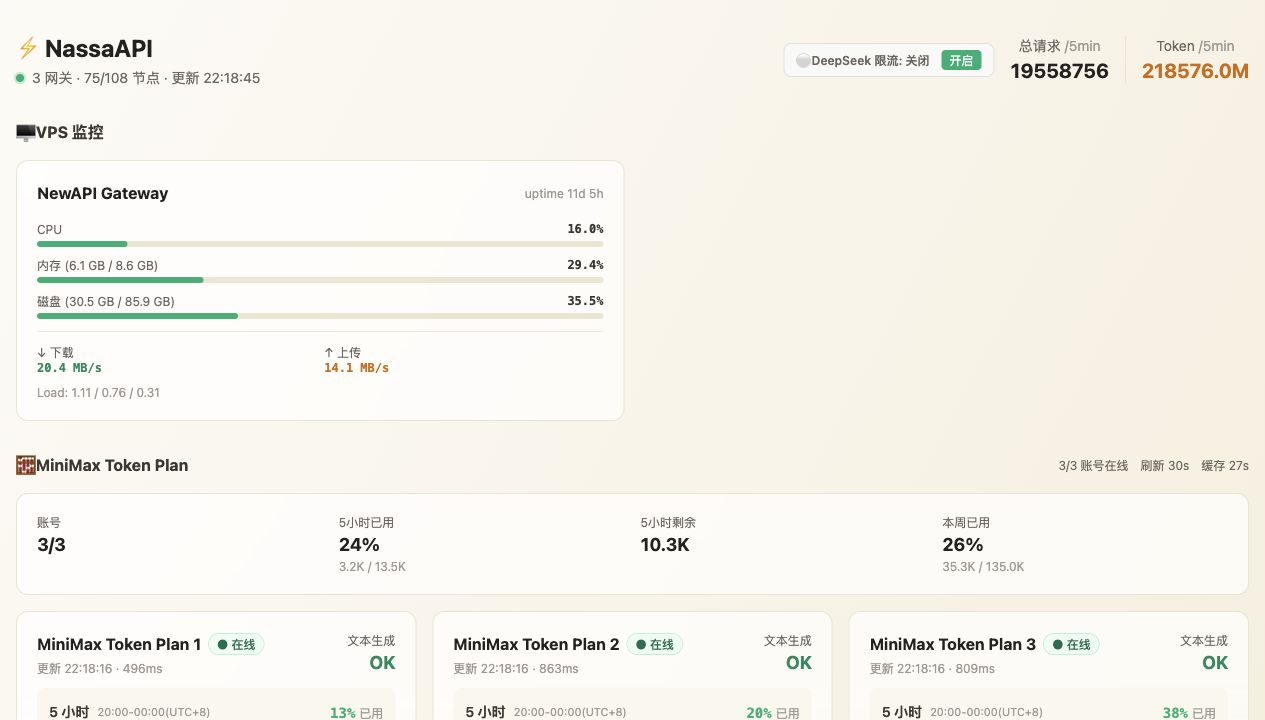 ⚡ NassaAPI
3 网关 · 75/108 节点 · 更新 22:18:45
DeepSeek 限流: 关闭 开启
总请求 /5min
19558756
Token /5min
218576.0M
VPS 监控
NewAPI Gateway uptime 11d 5h
CPU 16.0%
内存 (6.1 GB / 8.6 GB) 29.4%
磁盘 (30.5 GB / 85.9 GB) 35.5%
↓ 下载 ↑ 上传
20.4 MB/s 14.1 MB/s
Load: 1.11 / 0.76 / 0.31
MiniMax Token Plan 3/3 账号在线 刷新 30s 缓存 27s
账号 5小时已用 5小时剩余 本周已用
3/3 24% 10.3K 26%
3.2K / 13.5K 35.3K / 135.0K
MiniMax Token Plan 1 在线 文本生成
更新 22:18:16 · 496ms OK
5 小时 20:00-00:00(UTC+8) 13% 已用
MiniMax Token Plan 2 在线 文本生成
更新 22:18:16 · 863ms OK
5 小时 20:00-00:00(UTC+8) 20% 已用
MiniMax Token Plan 3 在线 文本生成
更新 22:18:16 · 809ms OK
5 小时 20:00-00:00(UTC+8) 38% 已用